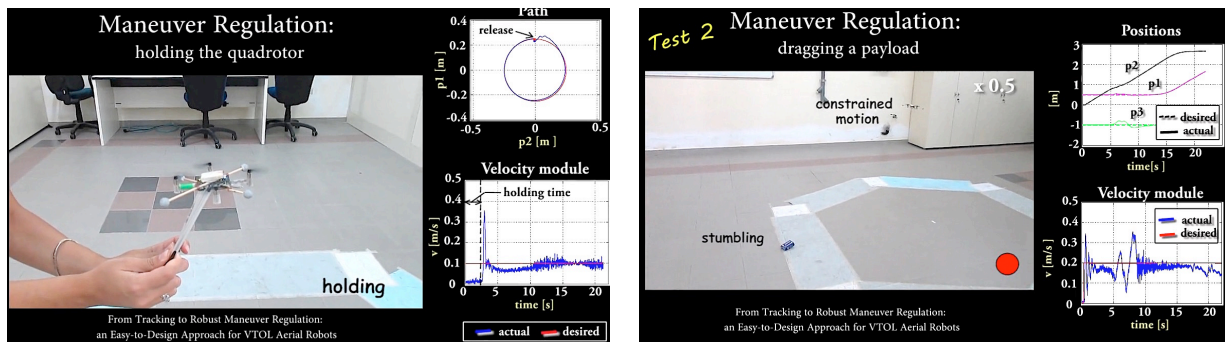 Maneuver Regulation:
holding the quadrotor
Path
release
p1 [m ]
0.4
0.2
0
-0.2
-0.4
-0.5
0
0.5
p2 [m ]
Velocity module
holding time
v [m/s ]
0.5
0.4
0.3
0.2
0.1
0
0
5
10
15
20
time [s]
actual
desired
holding
From Tracking to Robust Maneuver Regulation:
an Easy-to-Design Approach for VTOL Aerial Robots
Test 2
Maneuver Regulation:
dragging a payload
x 0.5
constrained
motion
stumbling
Positions
[m]
3
2
1
0
-1
-2
p2
p1
p3
desired
actual
0
5
10
15
20
time[s]
Velocity module
v [m/s ]
0.5
0.4
0.3
0.2
0.1
0
actual
desired
0
5
10
15
20
time [s]
From Tracking to Robust Maneuver Regulation:
an Easy-to-Design Approach for VTOL Aerial Robots